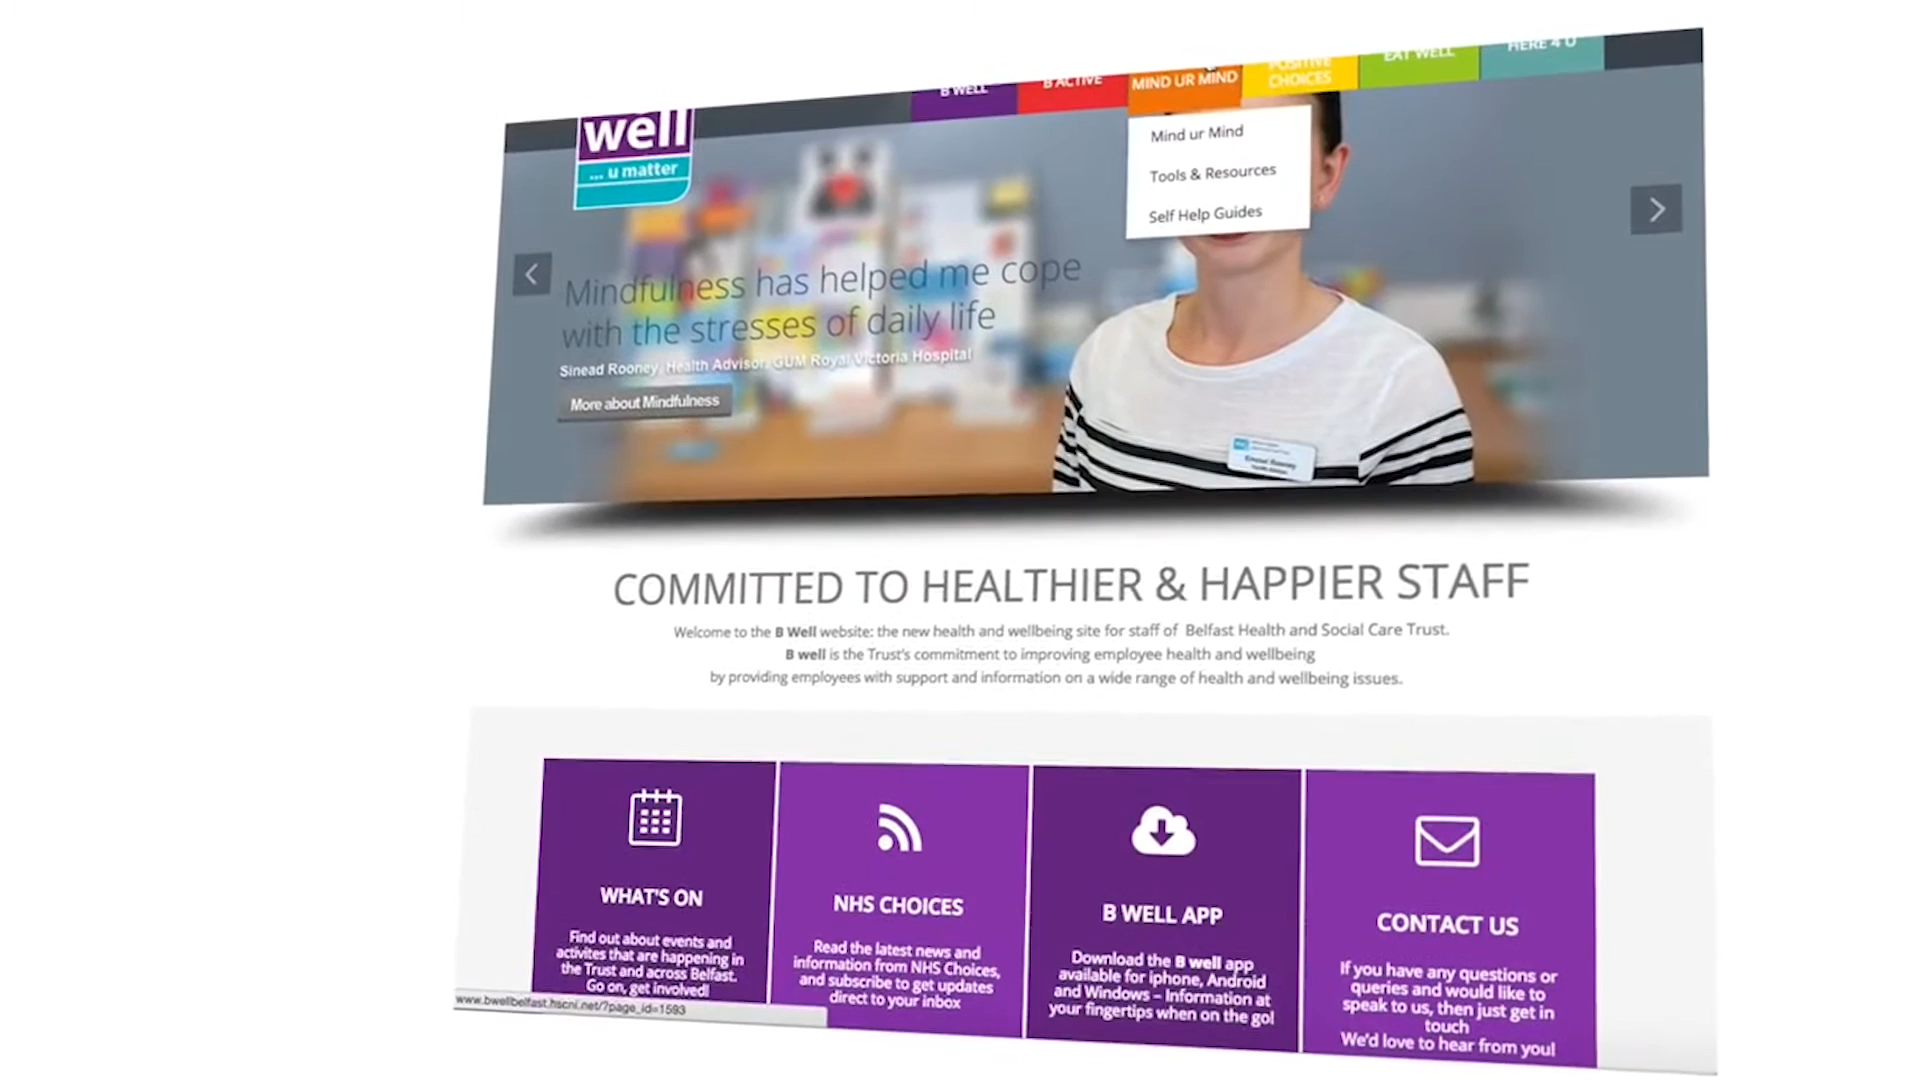 B WELL
B ACTIVE
MIND UR MIND
POSITIVE
CHOICES
EAT WELL
HERE 4 U
well
... u matter
Mind ur Mind
Tools & Resources
Self Help Guides
Mindfulness has helped me cope
with the stresses of daily life
Sinead Rooney, Health Advisor, GUM Royal Victoria Hospital
More about Mindfulness
COMMITTED TO HEALTHIER & HAPPIER STAFF
Welcome to the B Well website: the new health and wellbeing site for staff of Belfast Health and Social Care Trust.
B well is the Trust's commitment to improving employee health and wellbeing
by providing employees with support and information on a wide range of health and wellbeing issues.
WHAT'S ON
Find out about events and
activites that are happening in
the Trust and across Belfast.
Go on, get involved!
NHS CHOICES
Read the latest news and
information from NHS Choices,
and subscribe to get updates
direct to your inbox
B WELL APP
Download the B well app
available for iphone, Android
and Windows – Information at
your fingertips when on the go!
CONTACT US
If you have any questions or
queries and would like to
speak to us, then just get in
touch
We'd love to hear from you!
www.bwellbelfast.hscni.net/?page_id=1593